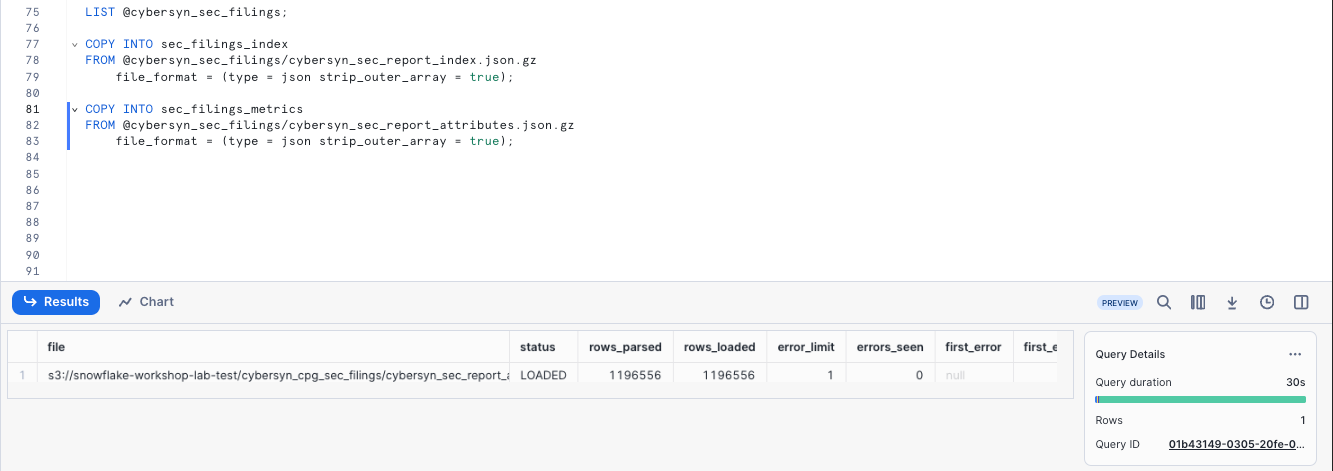 75 LIST @cybersyn_sec_filings;
76
77 COPY INTO sec_filings_index
78 FROM @cybersyn_sec_filings/cybersyn_sec_report_index.json.gz
79 file_format = (type = json strip_outer_array = true);
80
81 COPY INTO sec_filings_metrics
82 FROM @cybersyn_sec_filings/cybersyn_sec_report_attributes.json.gz
83 file_format = (type = json strip_outer_array = true);
84
85
86
87
88
89
90
91
Results Chart PREVIEW
file status rows_parsed rows_loaded error_limit errors_seen first_error first_e
1 s3://snowflake-workshop-lab-test/cybersyn_cpg_sec_filings/cybersyn_sec_report_a LOADED 1196556 1196556 1 0 null
Query Details ...
Query duration 30s
Rows 1
Query ID 01b43149-0305-20fe-0...